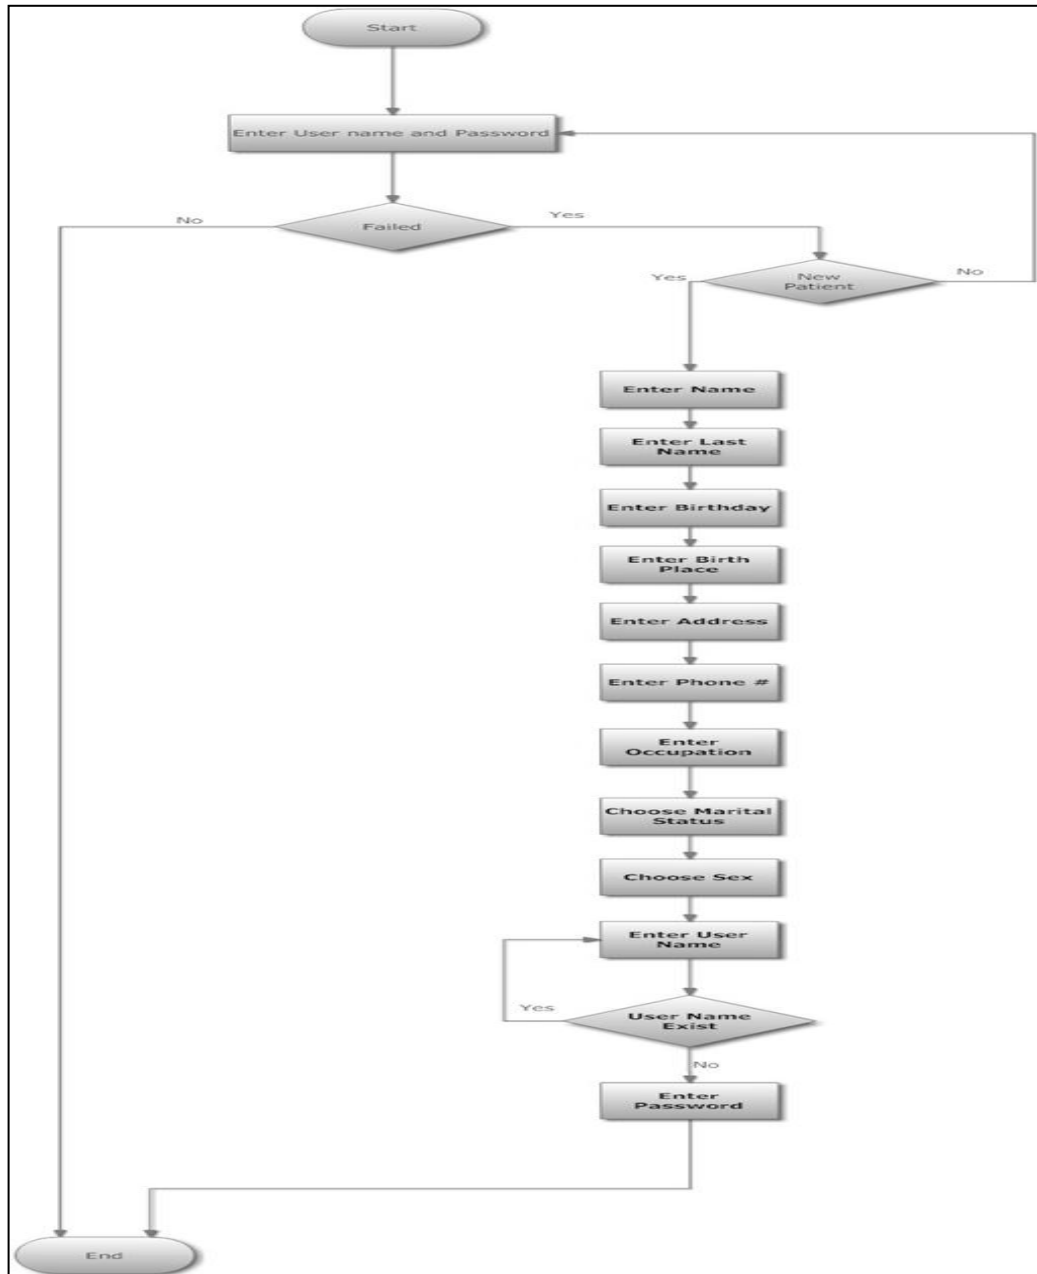 Start
Enter User name and Password
No
Failed
Yes
Yes
New
Patient
No
Enter Name
Enter Last
Name
Enter Birthday
Enter Birth
Place
Enter Address
Enter Phone #
Enter
Occupation
Choose Marital
Status
Choose Sex
Enter User
Name
Yes
User Name
Exist
No
Enter
Password
End